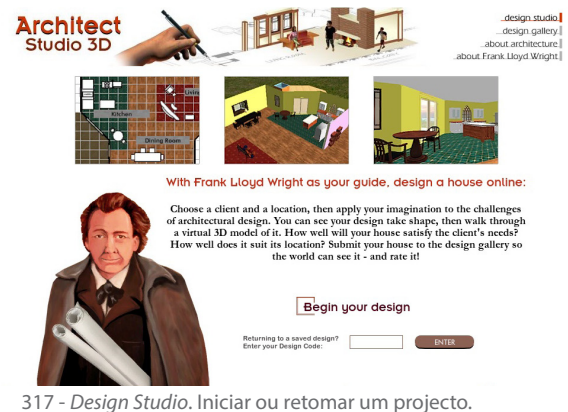 Architect
Studio 3D
design studio
design gallery
about architecture
about Frank Lloyd Wright
Kitchen
Living
Dining Room
With Frank Lloyd Wright as your guide, design a house online:
Choose a client and a location, then apply your imagination to the challenges
of architectural design. You can see your design take shape, then walk through
a virtual 3D model of it. How well will your house satisfy the client's needs?
How well does it suit its location? Submit your house to the design gallery so
the world can see it - and rate it!
Begin your design
Returning to a saved design?
Enter your Design Code:
ENTER
317 - Design Studio. Iniciar ou retomar um projecto.